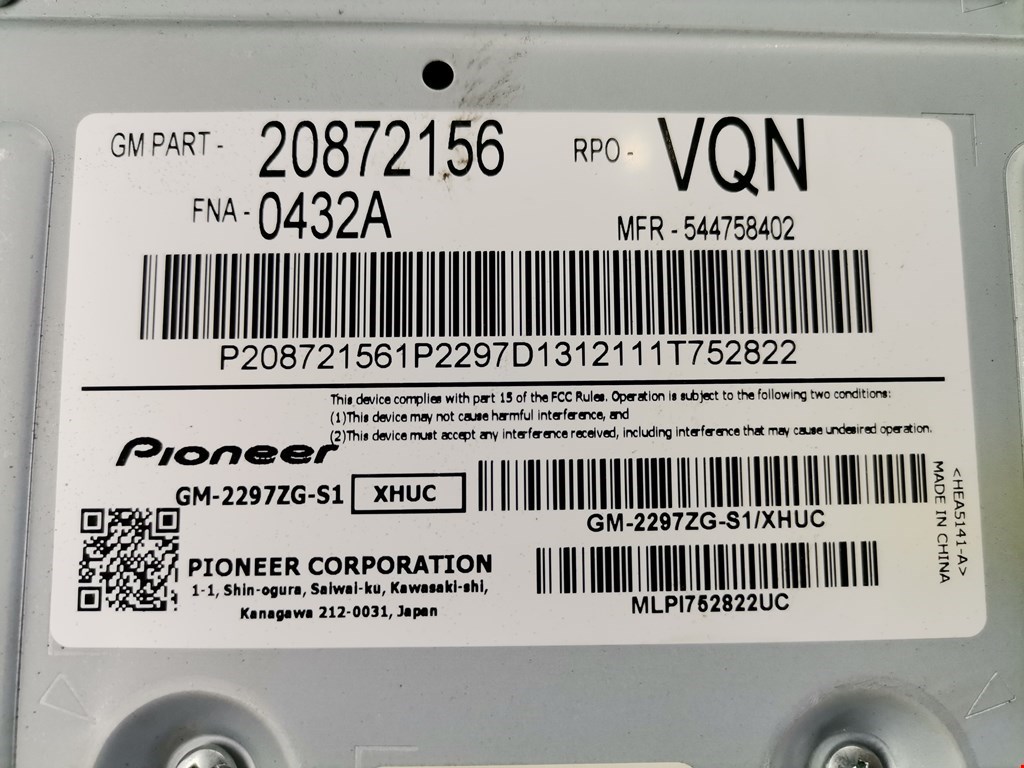 GM PART - 20872156 RPO - VQN
FNA - 0432A MFR - 544758402
P208721561P2297D1312111T752822
This device complies with part 15 of the FCC Rules. Operation is subject to the following two conditions:
(1)This device may not cause harmful interference, and
(2)This device must accept any interference received, including interference that may cause undesired operation.
Pioneer
GM-2297ZG-S1 XHUC
GM-2297ZG-S1/XHUC
PIONEER CORPORATION
1-1, Shin-ogura, Saiwai-ku, Kawasaki-shi,
Kanagawa 212-0031, Japan
MLPI752822UC
<HEA5141-A>
MADE IN CHINA